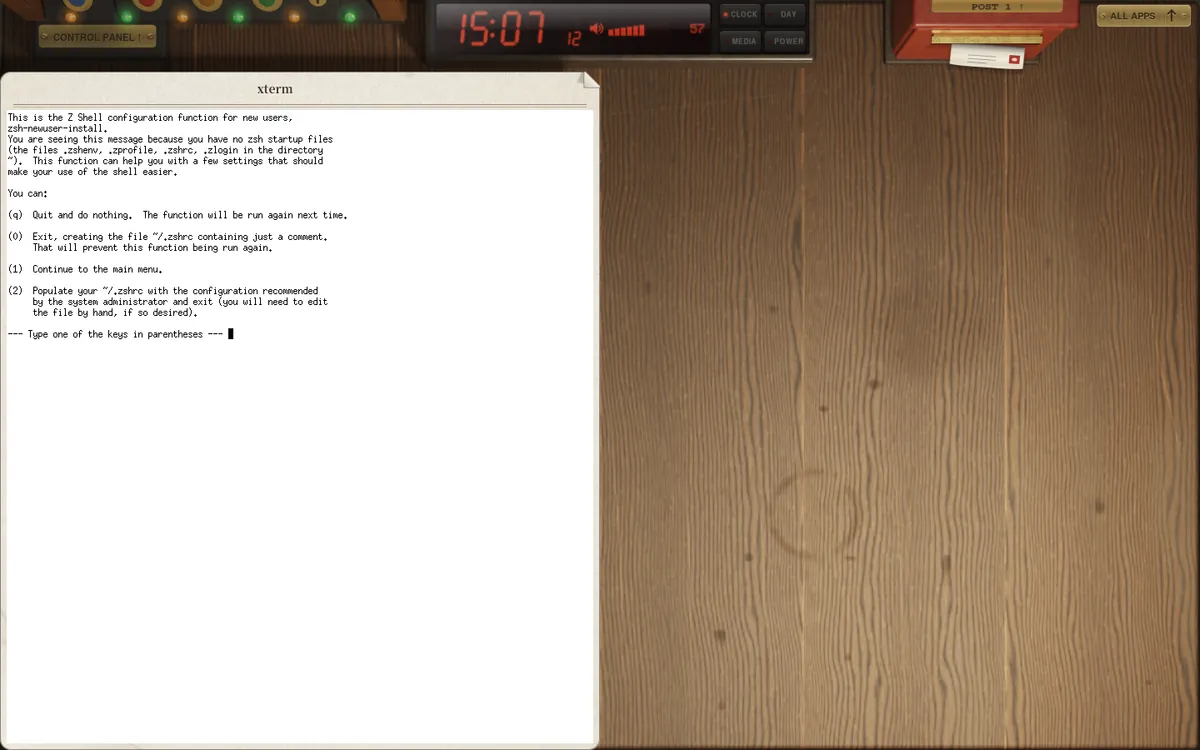 CONTROL PANEL !
15:07
12
57
CLOCK
DAY
MEDIA
POWER
POST 1 ↑
ALL APPS ↑
xterm
This is the Z Shell configuration function for new users,
zsh-newuser-install.
You are seeing this message because you have no zsh startup files
(the files .zshenv, .zprofile, .zshrc, .zlogin in the directory
~).  This function can help you with a few settings that should
make your use of the shell easier.
You can:
(q)  Quit and do nothing.  The function will be run again next time.
(0)  Exit, creating the file ~/.zshrc containing just a comment.
That will prevent this function being run again.
(1)  Continue to the main menu.
(2)  Populate your ~/.zshrc with the configuration recommended
by the system administrator and exit (you will need to edit
the file by hand, if so desired).
--- Type one of the keys in parentheses ---